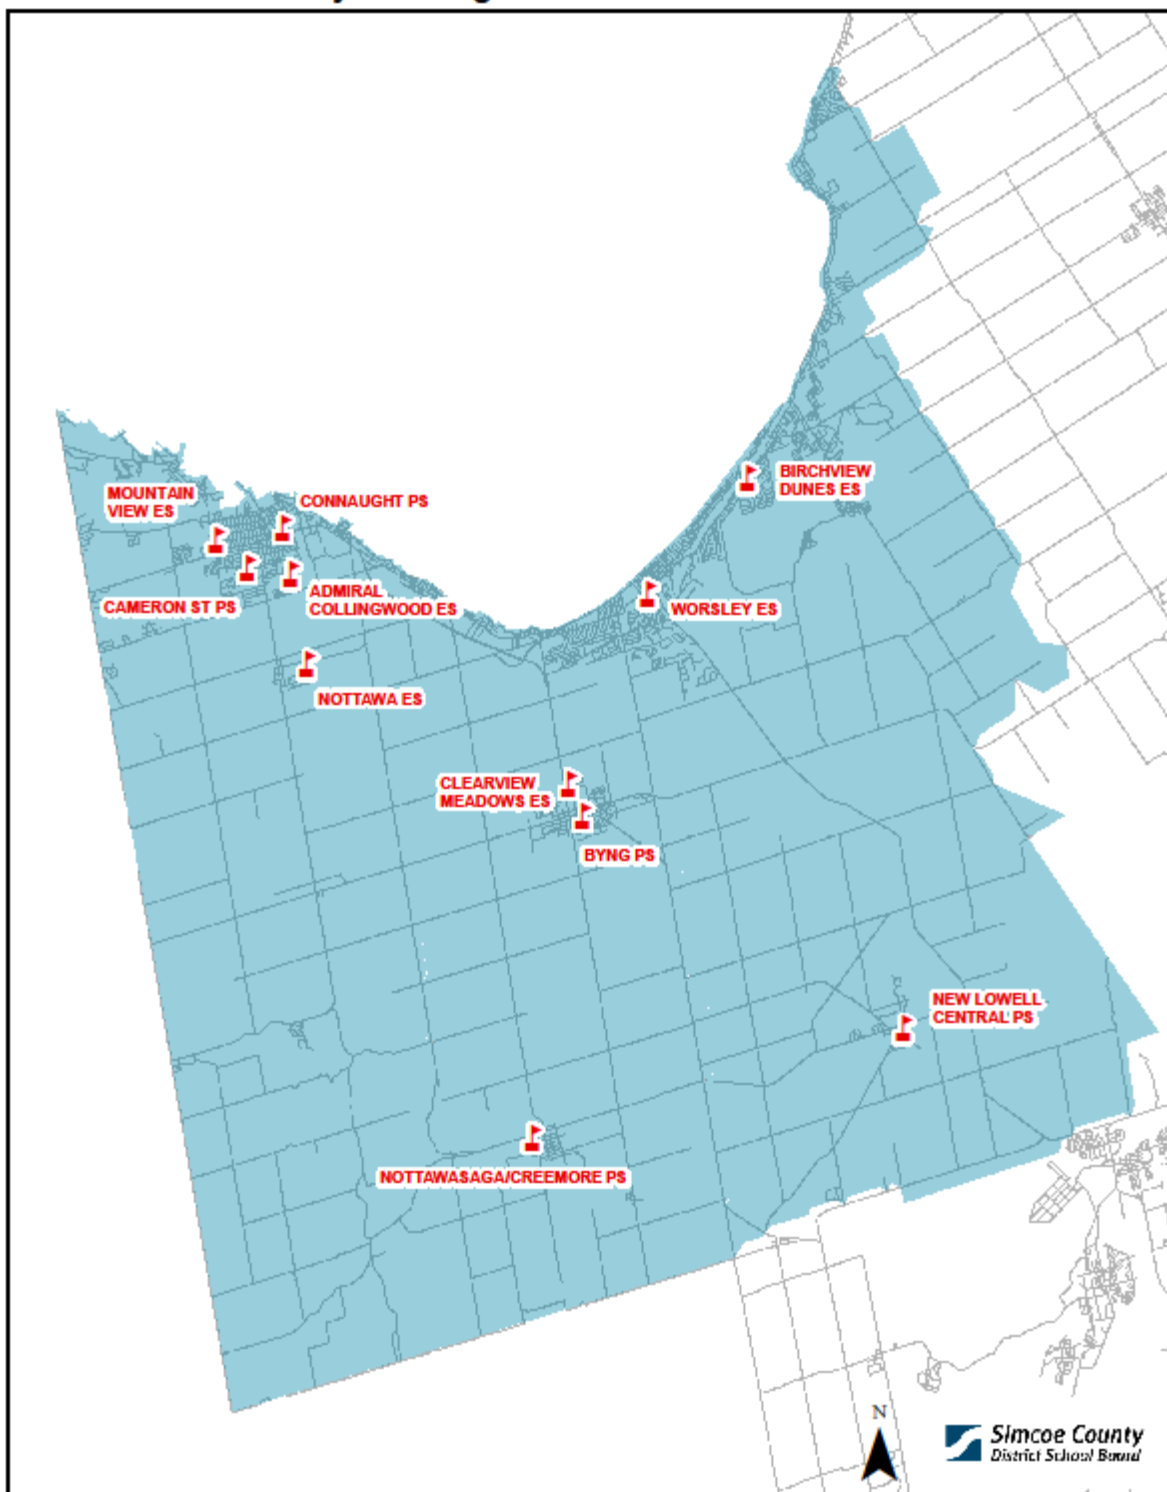 MOUNTAIN
VIEW ES
CONNAUGHT PS
CAMERON ST PS
ADMIRAL
COLLINGWOOD ES
NOTTAWA ES
BIRCHVIEW
DUNES ES
WORSLEY ES
CLEARVIEW
MEADOWS ES
BYNG PS
NEW LOWELL
CENTRAL PS
NOTTAWASAGA/CREEMORE PS
N
Simcoe County
District School Board